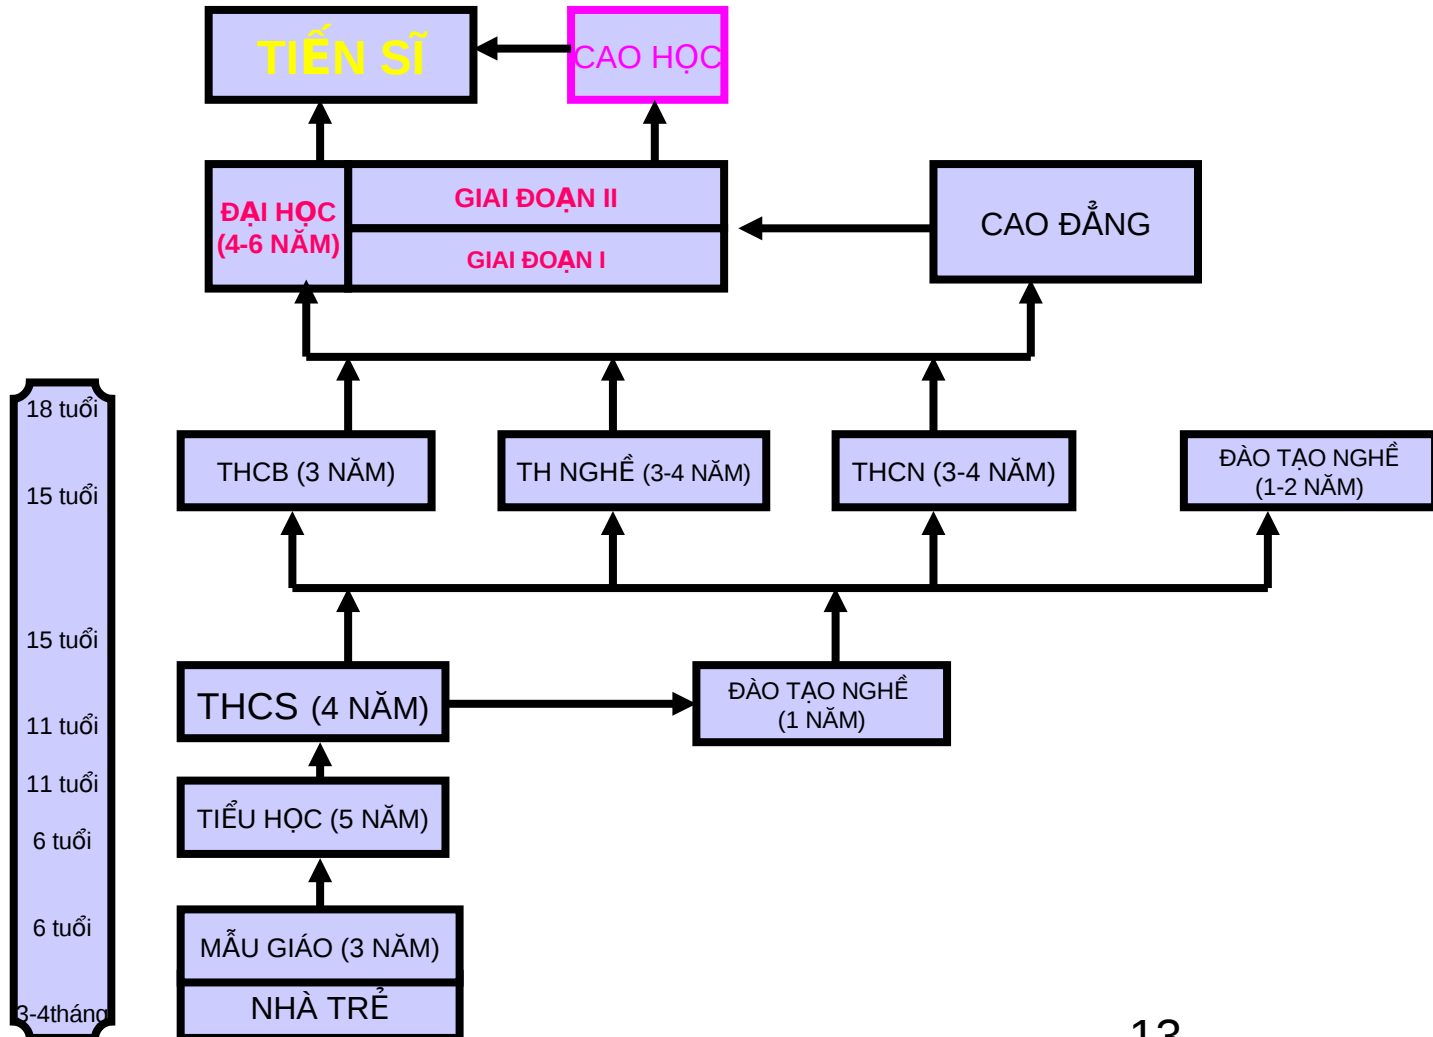 TIẾN SĨ
CAO HỌC
ĐẠI HỌC
(4-6 NĂM)
GIAI ĐOẠN II
GIAI ĐOẠN I
CAO ĐẲNG
18 tuổi
THCB (3 NĂM)
TH NGHỀ (3-4 NĂM)
THCN (3-4 NĂM)
ĐÀO TẠO NGHỀ
(1-2 NĂM)
15 tuổi
15 tuổi
THCS (4 NĂM)
ĐÀO TẠO NGHỀ
(1 NĂM)
11 tuổi
11 tuổi
TIỂU HỌC (5 NĂM)
6 tuổi
6 tuổi
MẪU GIÁO (3 NĂM)
NHÀ TRẺ
3-4tháng
13